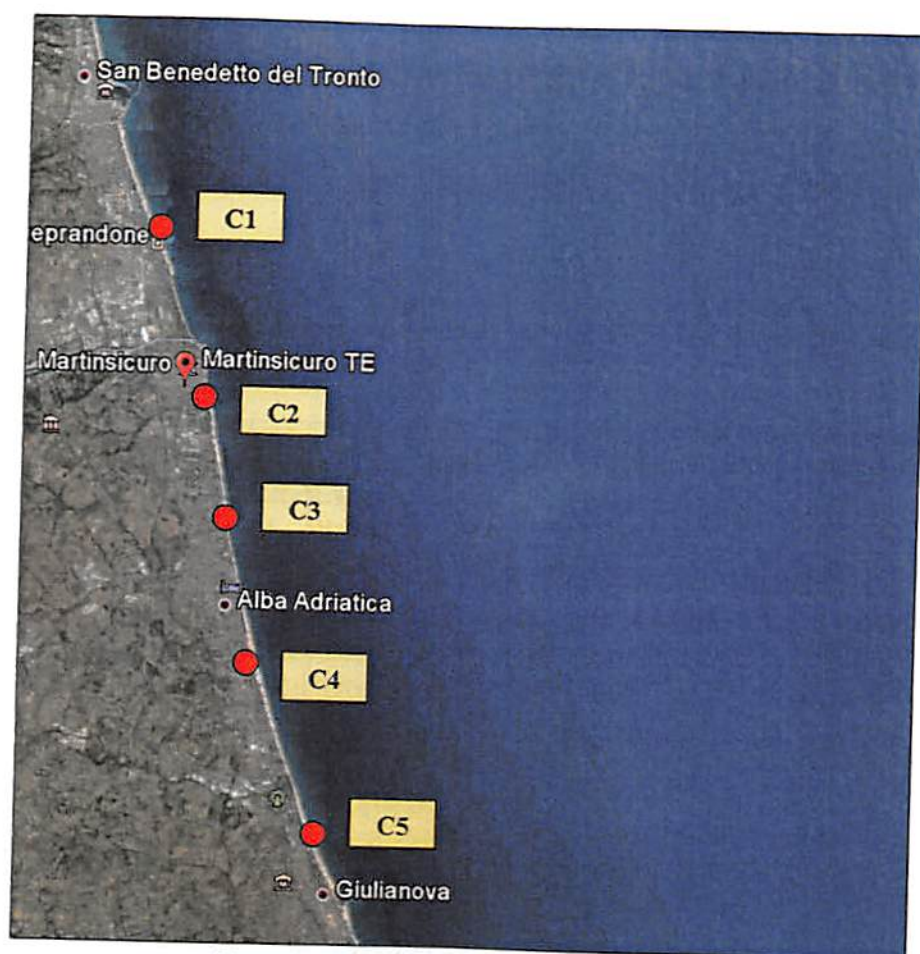 San Benedetto del Tronto
C1
eprandone
Martinsicuro
Martinsicuro TE
C2
C3
Alba Adriatica
C4
C5
Giulianova